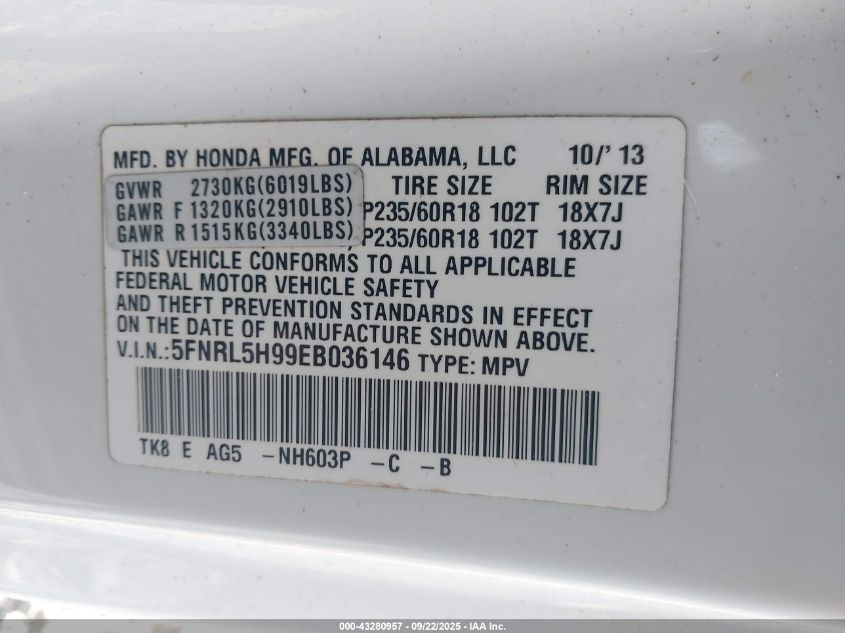 MFD. BY HONDA MFG. OF ALABAMA, LLC 10/' 13
GVWR 2730KG(6019LBS) TIRE SIZE RIM SIZE
GAWR F 1320KG(2910LBS) P235/60R18 102T 18X7J
GAWR R 1515KG(3340LBS) P235/60R18 102T 18X7J
THIS VEHICLE CONFORMS TO ALL APPLICABLE
FEDERAL MOTOR VEHICLE SAFETY
AND THEFT PREVENTION STANDARDS IN EFFECT
ON THE DATE OF MANUFACTURE SHOWN ABOVE.
V.I.N.:5FNRL5H99EB036146 TYPE: MPV
TK8 E AG5 -NH603P -C -B
000-43280957 - 09/22/2025 - IAA Inc.